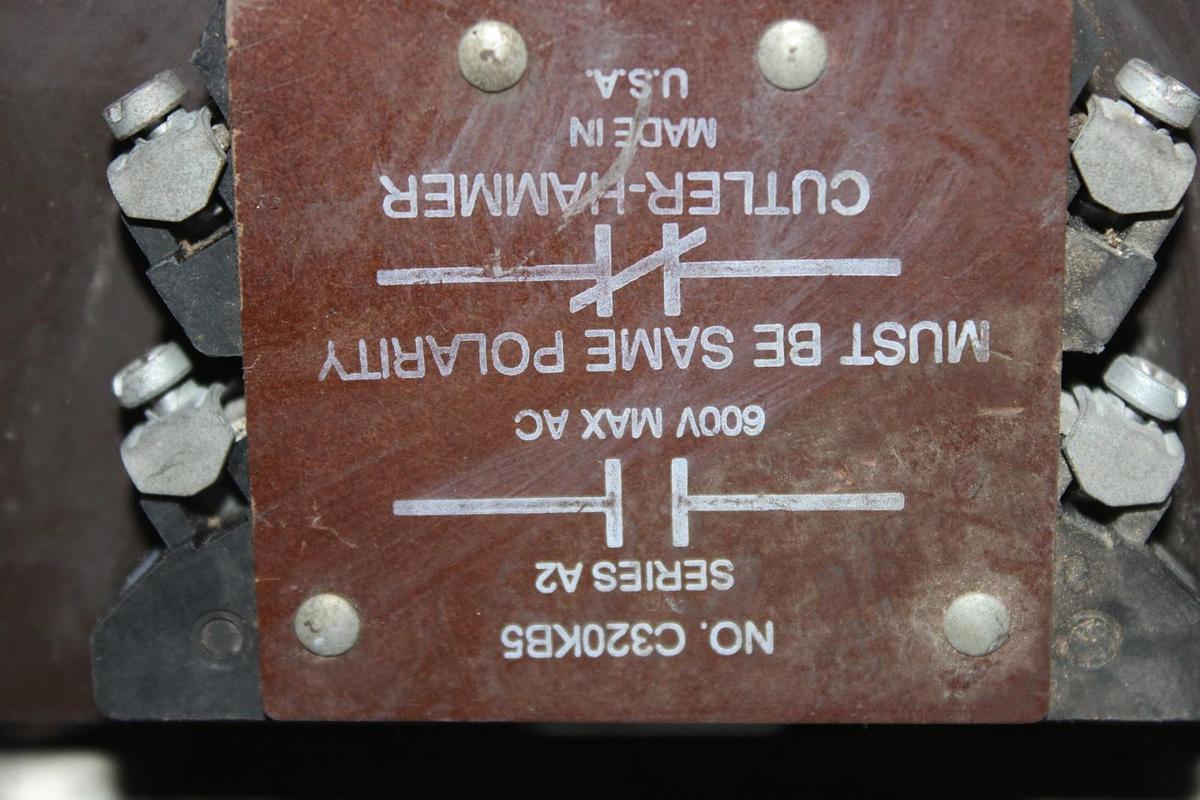 NO. C320KB5
SERIES A2
600V MAX AC
MUST BE SAME POLARITY
CUTLER-HAMMER
MADE IN
U.S.A.